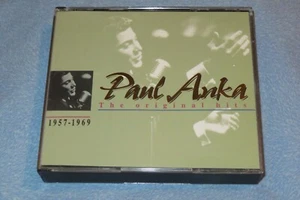 Paul Anka
The original hits
1957-1969